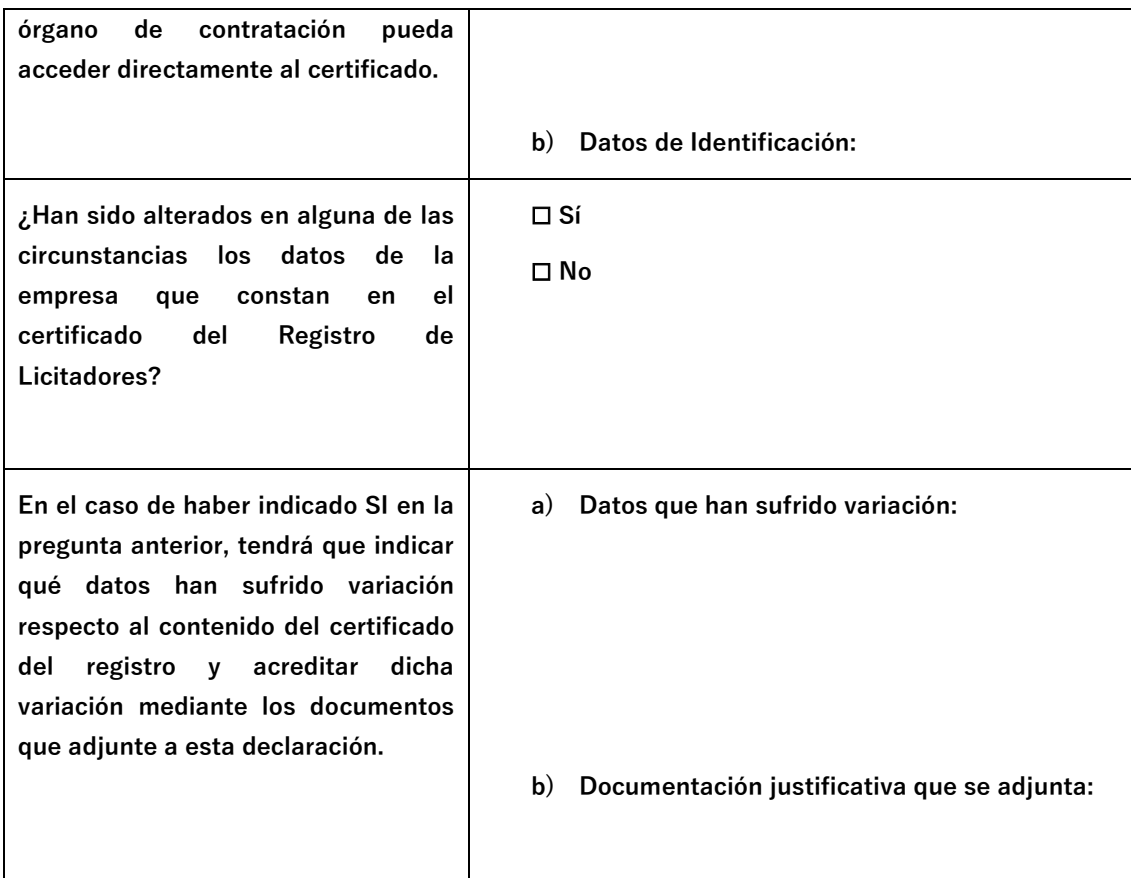 órgano de contratación pueda
acceder directamente al certificado.
b) Datos de Identificación:
¿Han sido alterados en alguna de las
circunstancias los datos de la
empresa que constan en el
certificado del Registro de
Licitadores?
☐ Sí
☐ No
En el caso de haber indicado SI en la
pregunta anterior, tendrá que indicar
qué datos han sufrido variación
respecto al contenido del certificado
del registro y acreditar dicha
variación mediante los documentos
que adjunte a esta declaración.
a) Datos que han sufrido variación:
b) Documentación justificativa que se adjunta: